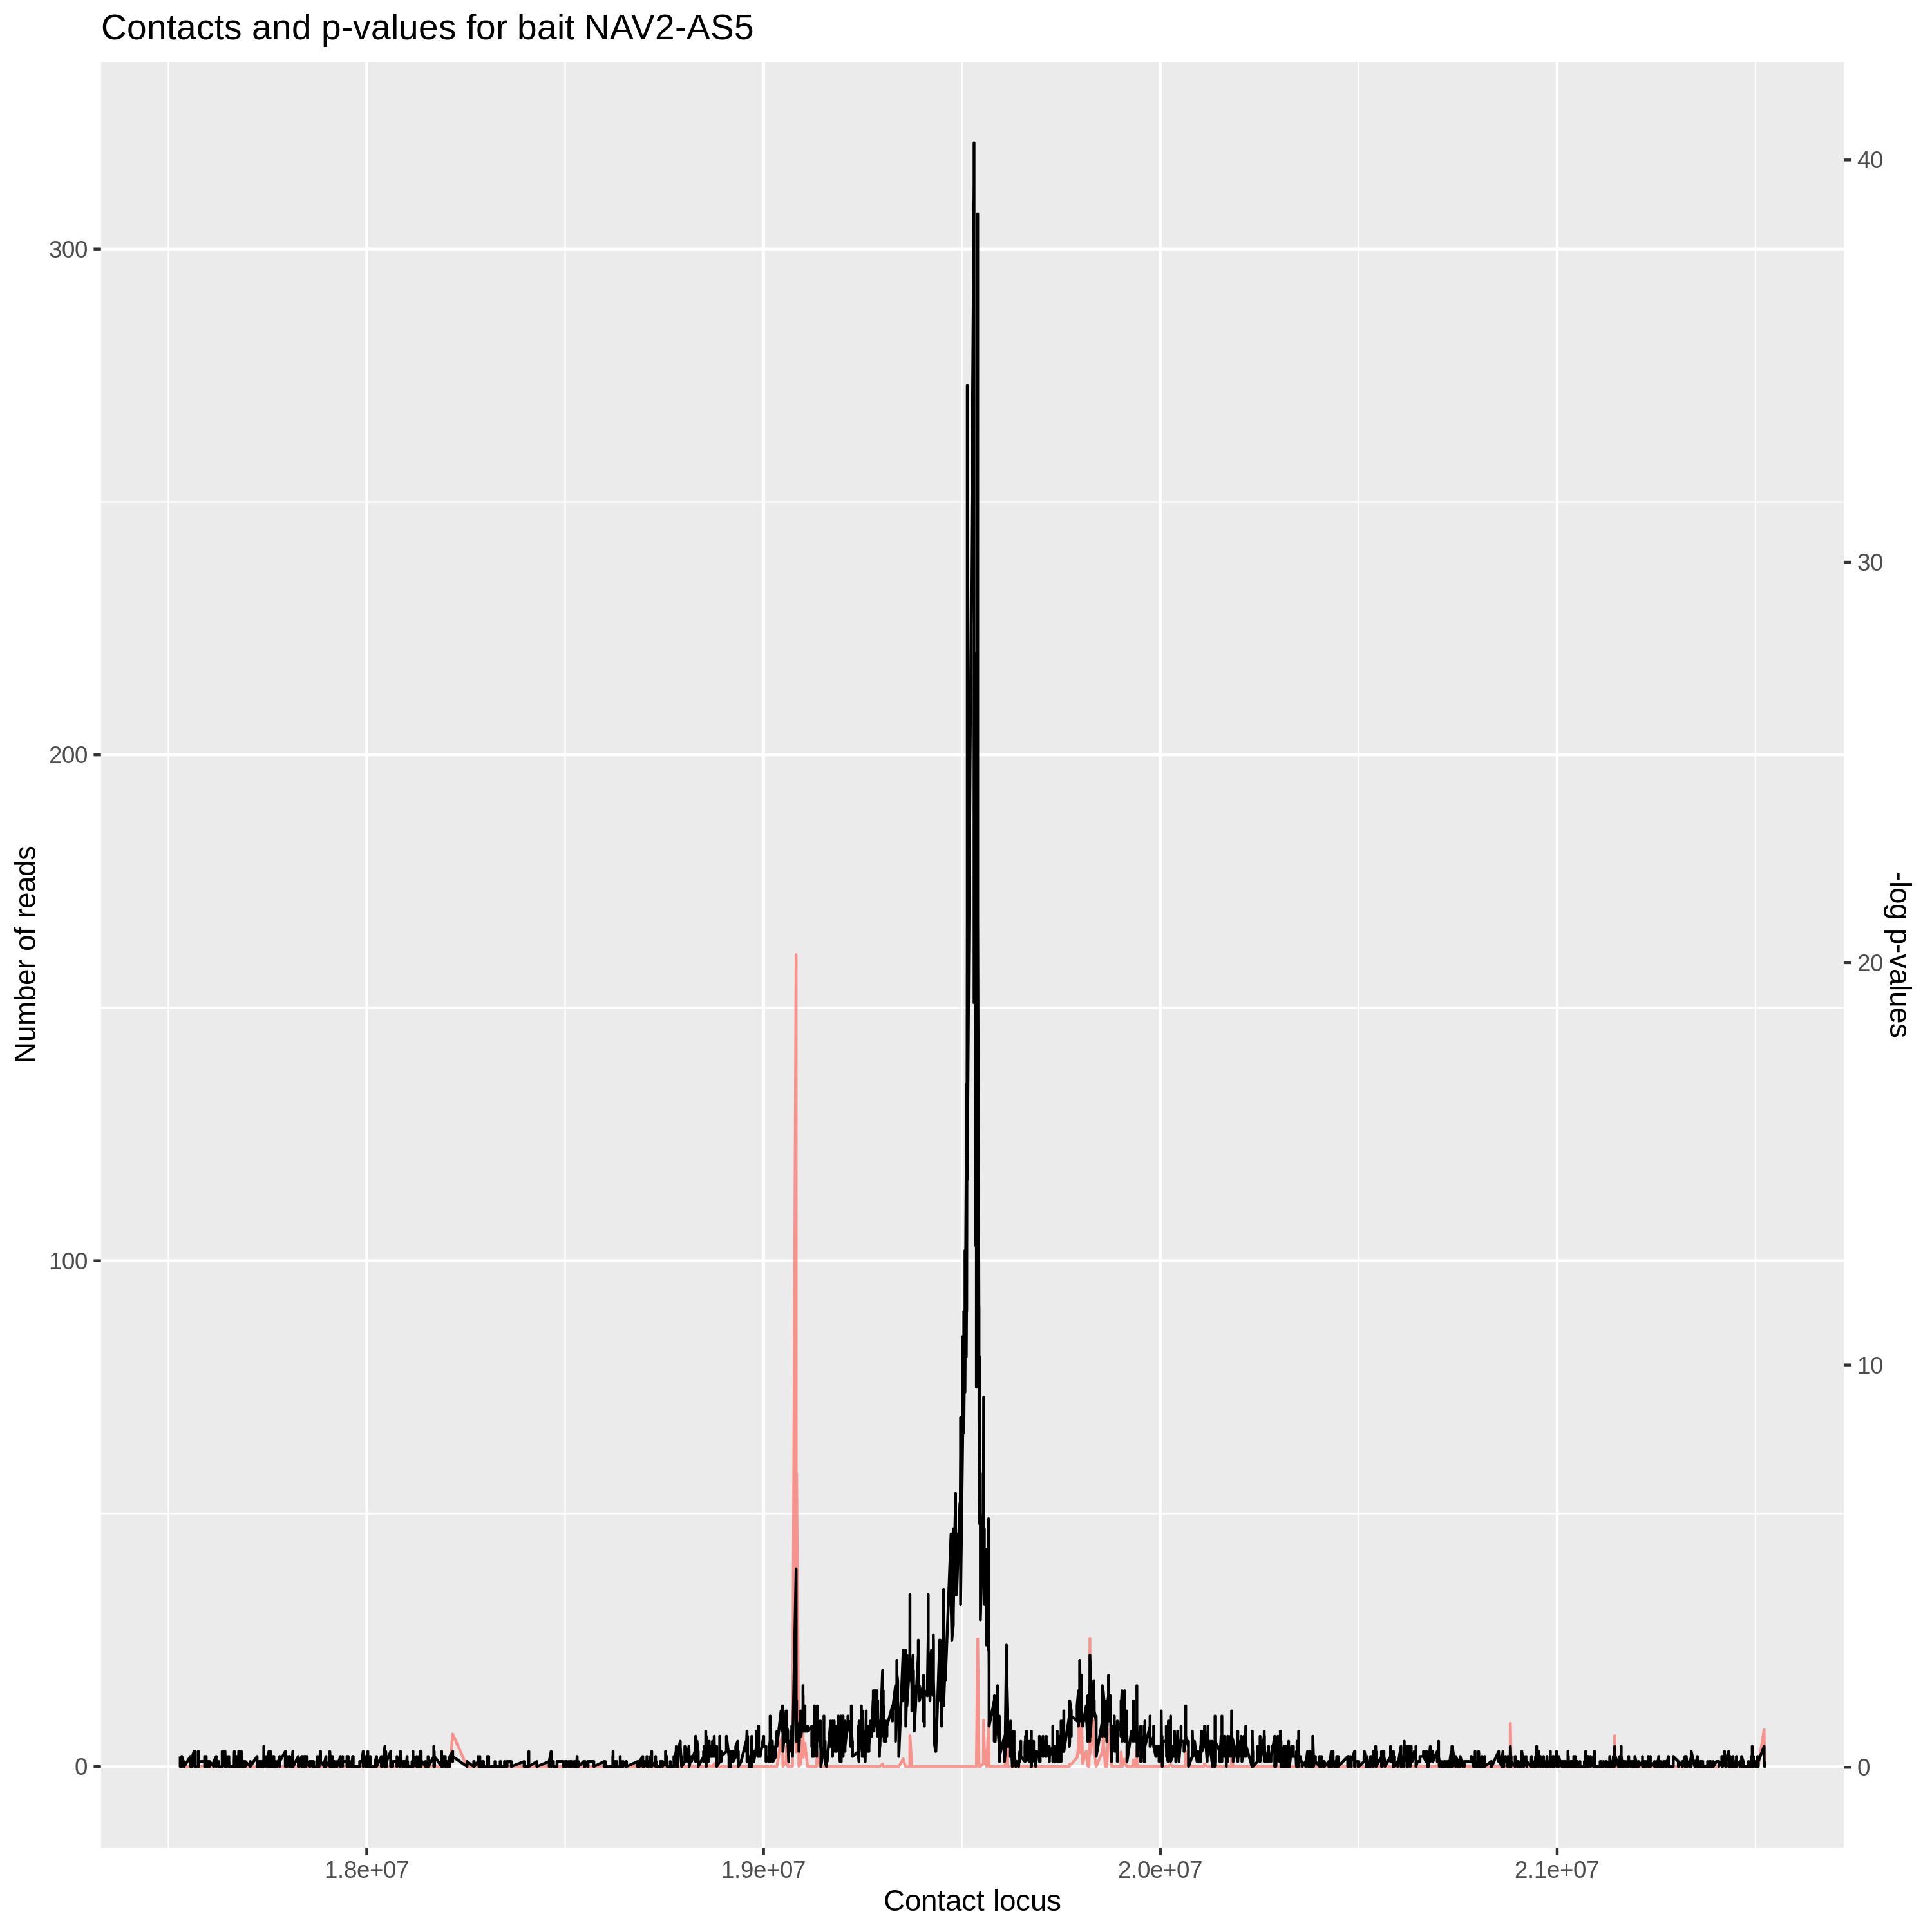 Contacts and p-values for bait NAV2-AS5
300
200
100
0
Number of reads
40
30
20
10
0
-log p-values
1.8e+07
1.9e+07
2.0e+07
2.1e+07
Contact locus